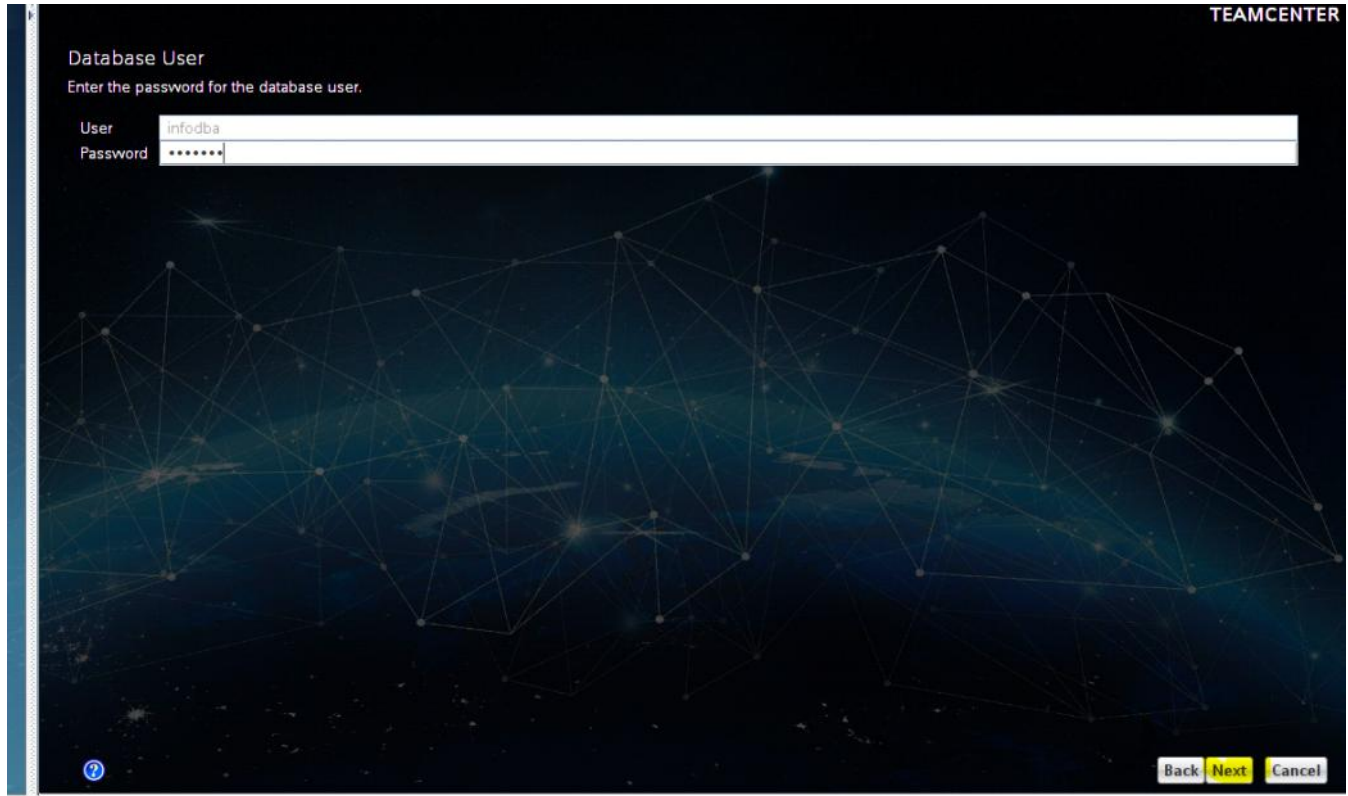 TEAMCENTER
Database User
Enter the password for the database user.
User infodba
Password •••••••
? Back Next Cancel